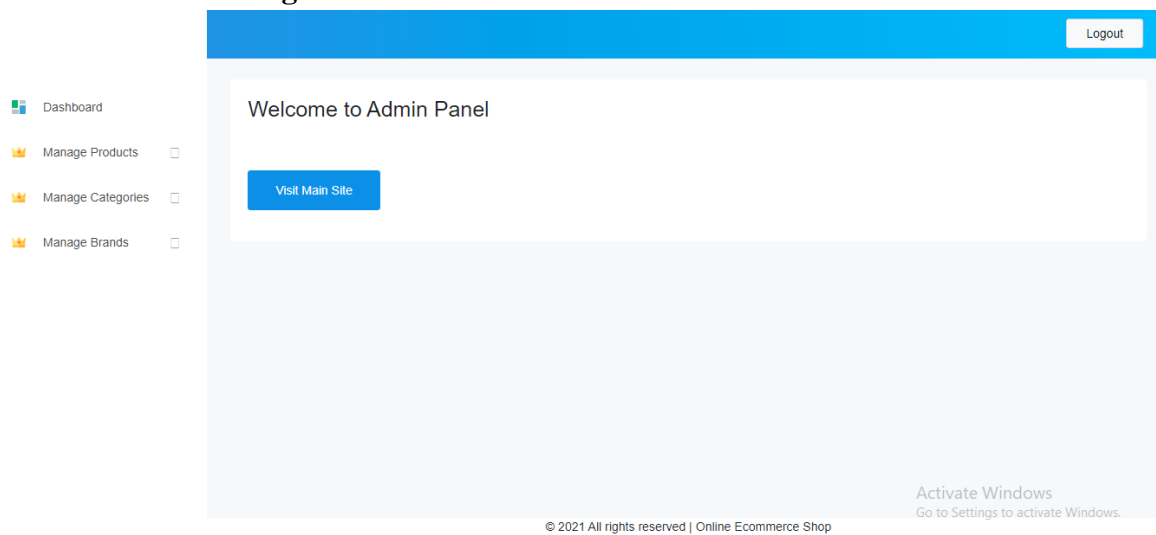 Logout
Dashboard
Welcome to Admin Panel
Manage Products
Visit Main Site
Manage Categories
Manage Brands
Activate Windows
Go to Settings to activate Windows.
© 2021 All rights reserved | Online Ecommerce Shop